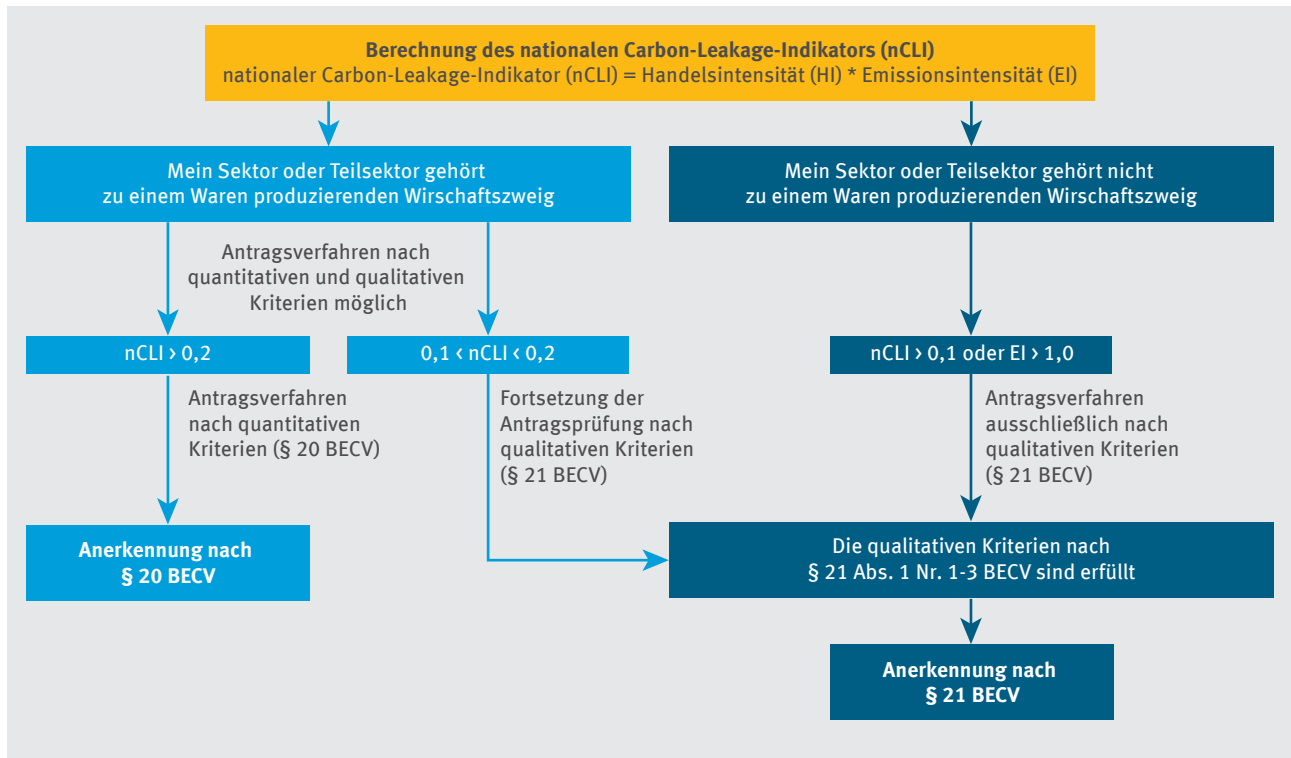 Berechnung des nationalen Carbon-Leakage-Indikators (nCLI)
nationaler Carbon-Leakage-Indikator (nCLI) = Handelsintensität (HI) * Emissionsintensität (EI)
Mein Sektor oder Teilsektor gehört
zu einem Waren produzierenden Wirschaftszweig
Mein Sektor oder Teilsektor gehört nicht
zu einem Waren produzierenden Wirschaftszweig
Antragsverfahren nach
quantitativen und qualitativen
Kriterien möglich
nCLI > 0,2
0,1 < nCLI < 0,2
nCLI > 0,1 oder EI > 1,0
Antragsverfahren
nach quantitativen
Kriterien (§ 20 BECV)
Fortsetzung der
Antragsprüfung nach
qualitativen Kriterien
(§ 21 BECV)
Antragsverfahren
ausschließlich nach
qualitativen Kriterien
(§ 21 BECV)
Anerkennung nach
§ 20 BECV
Die qualitativen Kriterien nach
§ 21 Abs. 1 Nr. 1-3 BECV sind erfüllt
Anerkennung nach
§ 21 BECV